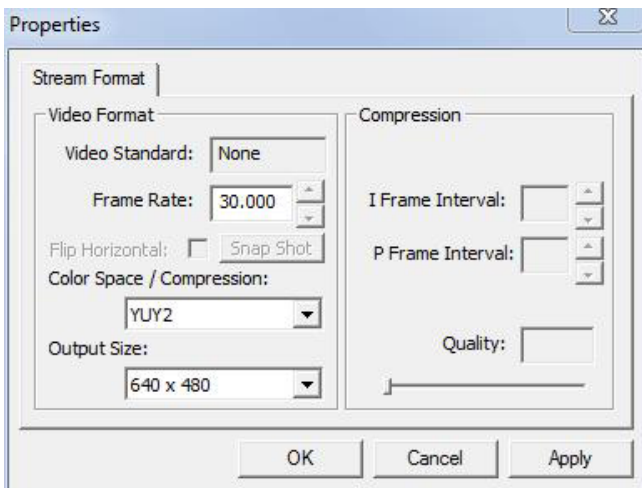 Properties
Stream Format
Video Format
Video Standard: None
Frame Rate: 30.000
Flip Horizontal: Snap Shot
Color Space / Compression:
YUY2
Output Size:
640 x 480
Compression
I Frame Interval:
P Frame Interval:
Quality:
OK Cancel Apply